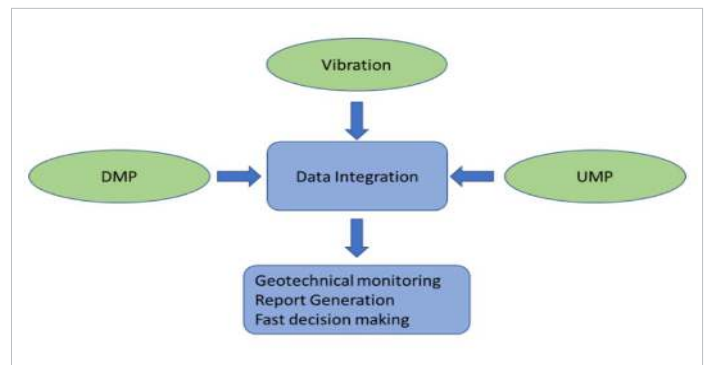 Vibration
DMP
Data Integration
UMP
Geotechnical monitoring
Report Generation
Fast decision making